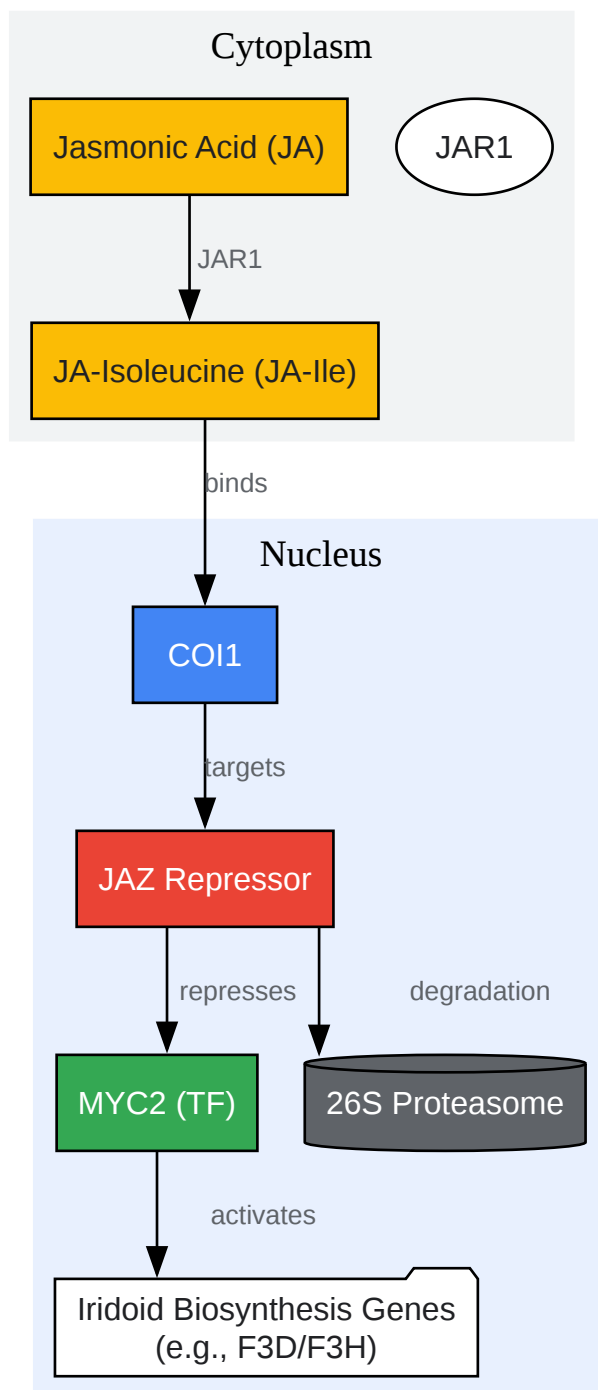 Cytoplasm
Jasmonic Acid (JA)
JAR1
JAR1
JA-Isoleucine (JA-Ile)
binds
Nucleus
COI1
targets
JAZ Repressor
represses
degradation
MYC2 (TF)
26S Proteasome
activates
Iridoid Biosynthesis Genes
(e.g., F3D/F3H)